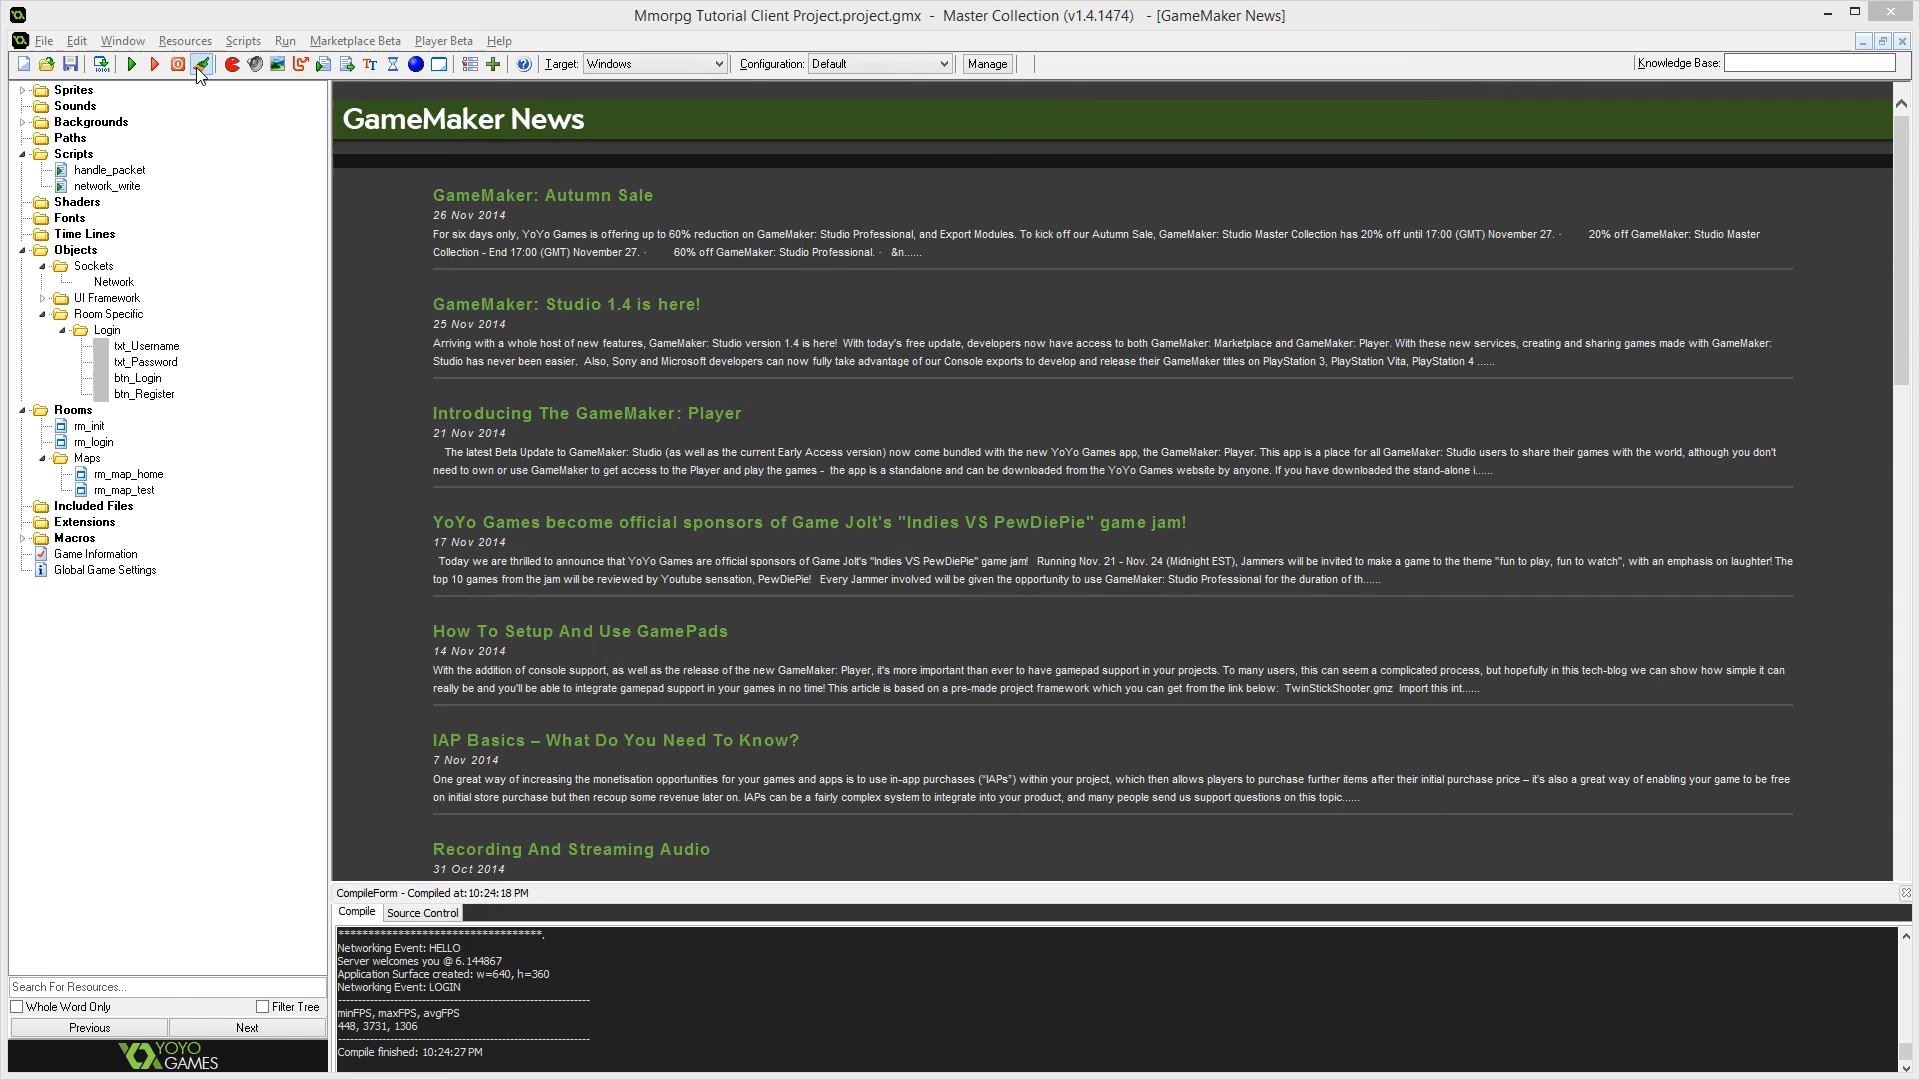 Mmorpg Tutorial Client Project.project.gmx - Master Collection (v1.4.1474) - [GameMaker News]
File Edit Window Resources Scripts Run Marketplace Beta Player Beta Help
Target: Windows Configuration: Default Manage Knowledge Base:
Sprites
Sounds
Backgrounds
Paths
Scripts
handle_packet
network_write
Shaders
Fonts
Time Lines
Objects
Sockets
Network
UI Framework
Room Specific
Login
txt_Username
txt_Password
btn_Login
btn_Register
Rooms
rm_init
rm_login
Maps
rm_map_home
rm_map_test
Included Files
Extensions
Macros
Game Information
Global Game Settings
Search For Resources...
Whole Word Only Filter Tree
Previous Next
YOYO
GAMES
GameMaker News
GameMaker: Autumn Sale
26 Nov 2014
For six days only, YoYo Games is offering up to 60% reduction on GameMaker: Studio Professional, and Export Modules. To kick off our Autumn Sale, GameMaker: Studio Master Collection has 20% off until 17:00 (GMT) November 27. · 20% off GameMaker: Studio Master
Collection - End 17:00 (GMT) November 27. · 60% off GameMaker: Studio Professional. · &n......
GameMaker: Studio 1.4 is here!
25 Nov 2014
Arriving with a whole host of new features, GameMaker: Studio version 1.4 is here! With today's free update, developers now have access to both GameMaker: Marketplace and GameMaker: Player. With these new services, creating and sharing games made with GameMaker:
Studio has never been easier. Also, Sony and Microsoft developers can now fully take advantage of our Console exports to develop and release their GameMaker titles on PlayStation 3, PlayStation Vita, PlayStation 4 ......
Introducing The GameMaker: Player
21 Nov 2014
The latest Beta Update to GameMaker: Studio (as well as the current Early Access version) now come bundled with the new YoYo Games app, the GameMaker: Player. This app is a place for all GameMaker: Studio users to share their games with the world, although you don't
need to own or use GameMaker to get access to the Player and play the games - the app is a standalone and can be downloaded from the YoYo Games website by anyone. If you have downloaded the stand-alone i......
YoYo Games become official sponsors of Game Jolt's "Indies VS PewDiePie" game jam!
17 Nov 2014
Today we are thrilled to announce that YoYo Games are official sponsors of Game Jolt's "Indies VS PewDiePie" game jam! Running Nov. 21 - Nov. 24 (Midnight EST), Jammers will be invited to make a game to the theme "fun to play, fun to watch", with an emphasis on laughter! The
top 10 games from the jam will be reviewed by Youtube sensation, PewDiePie! Every Jammer involved will be given the opportunity to use GameMaker: Studio Professional for the duration of th......
How To Setup And Use GamePads
14 Nov 2014
With the addition of console support, as well as the release of the new GameMaker: Player, it's more important than ever to have gamepad support in your projects. To many users, this can seem a complicated process, but hopefully in this tech-blog we can show how simple it can
really be and you'll be able to integrate gamepad support in your games in no time! This article is based on a pre-made project framework which you can get from the link below: TwinStickShooter.gmz Import this int......
IAP Basics – What Do You Need To Know?
7 Nov 2014
One great way of increasing the monetisation opportunities for your games and apps is to use in-app purchases (“IAPs”) within your project, which then allows players to purchase further items after their initial purchase price – it's also a great way of enabling your game to be free
on initial store purchase but then recoup some revenue later on. IAPs can be a fairly complex system to integrate into your product, and many people send us support questions on this topic......
Recording And Streaming Audio
31 Oct 2014
CompileForm - Compiled at:10:24:18 PM
Compile Source Control
**********************************.
Networking Event: HELLO
Server welcomes you @ 6.144867
Application Surface created: w=640, h=360
Networking Event: LOGIN
---------------------------------------------------------------
minFPS, maxFPS, avgFPS
448, 3731, 1306
---------------------------------------------------------------
Compile finished: 10:24:27 PM